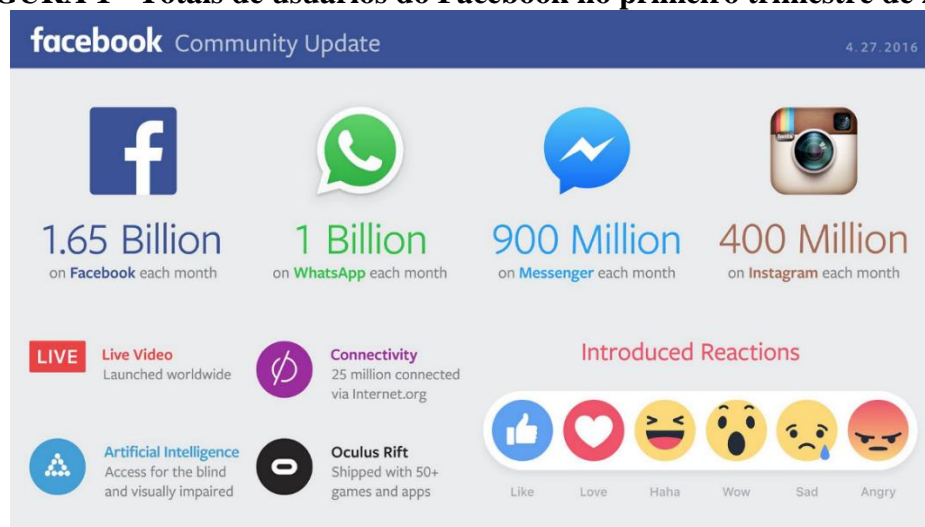 Totais de usuários do Facebook no primeiro trimestre de
facebook Community Update
4.27.2016
1.65 Billion
on Facebook each month
1 Billion
on WhatsApp each month
900 Million
on Messenger each month
400 Million
on Instagram each month
LIVE
Live Video
Launched worldwide
Connectivity
25 million connected
via Internet.org
Artificial Intelligence
Access for the blind
and visually impaired
Oculus Rift
Shipped with 50+
games and apps
Introduced Reactions
Like Love Haha Wow Sad Angry